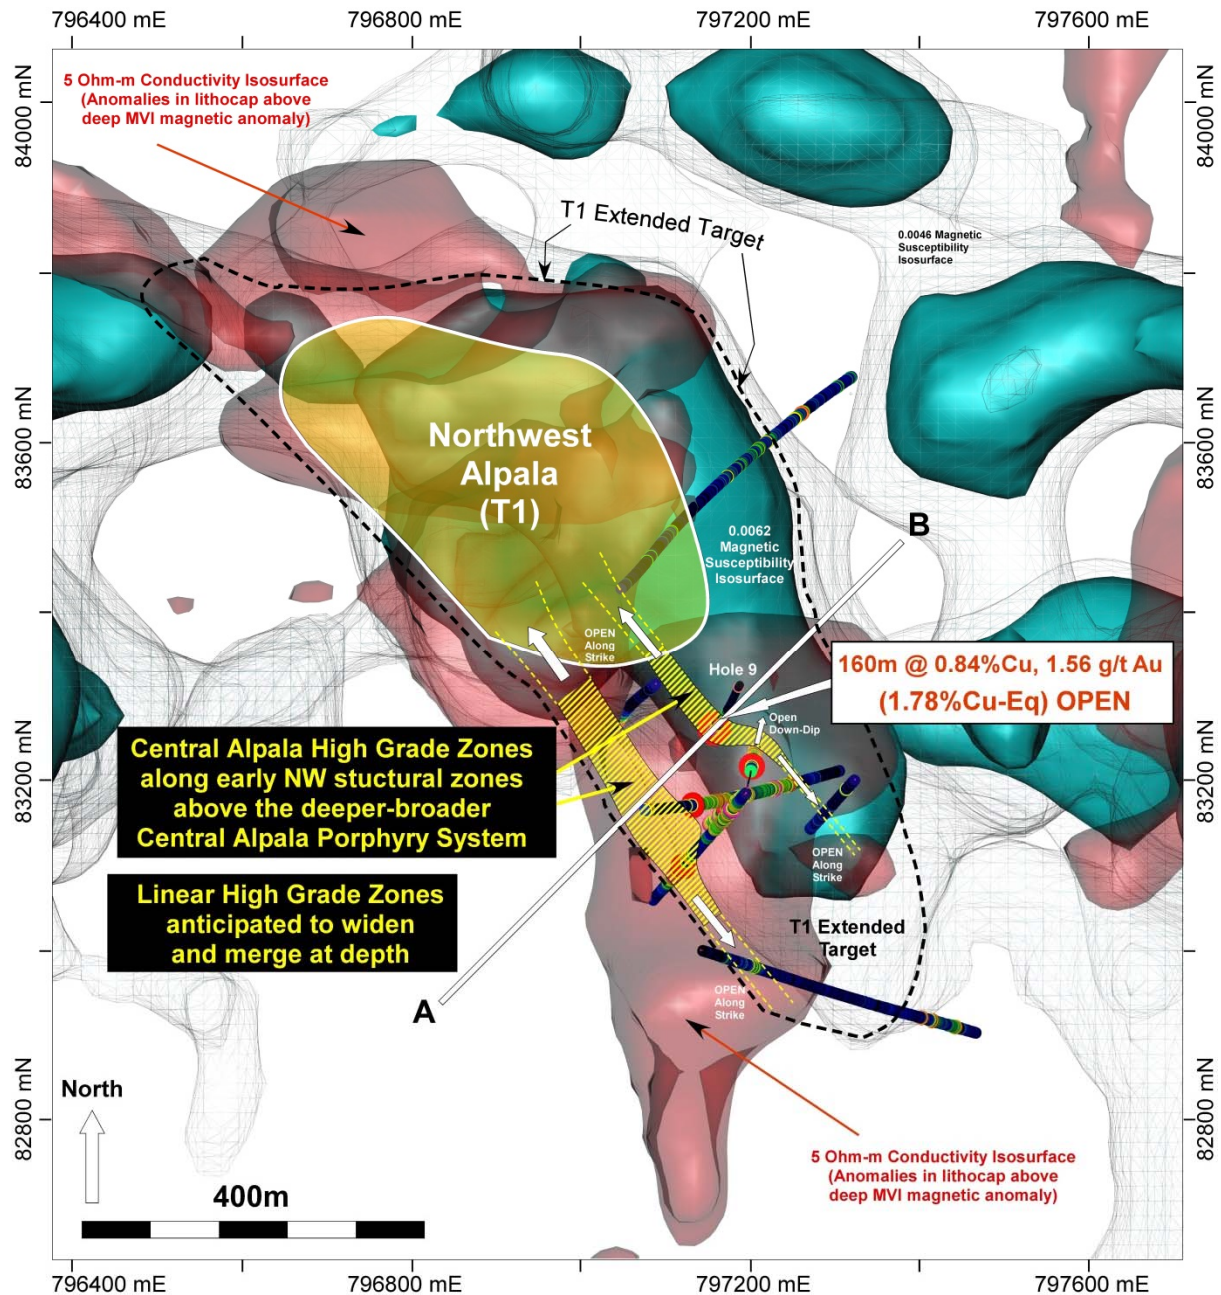 796400 mE
796800 mE
797200 mE
797600 mE
84000 mN
84000 mN
5 Ohm-m Conductivity Isosurface
(Anomalies in lithocap above
deep MVI magnetic anomaly)
T1 Extended Target
0.0046 Magnetic
Susceptibility
Isosurface
83600 mN
83600 mN
Northwest
Alpala
(T1)
B
0.0062
Magnetic
Susceptibility
Isosurface
OPEN
Along
Strike
Hole 9
160m @ 0.84%Cu, 1.56 g/t Au
(1.78%Cu-Eq) OPEN
Open
Down-Dip
Central Alpala High Grade Zones
along early NW stuctural zones
above the deeper-broader
Central Alpala Porphyry System
83200 mN
83200 mN
OPEN
Along
Strike
Linear High Grade Zones
anticipated to widen
and merge at depth
T1 Extended
Target
A
OPEN
Along
Strike
North
82800 mN
82800 mN
5 Ohm-m Conductivity Isosurface
(Anomalies in lithocap above
deep MVI magnetic anomaly)
400m
796400 mE
796800 mE
797200 mE
797600 mE